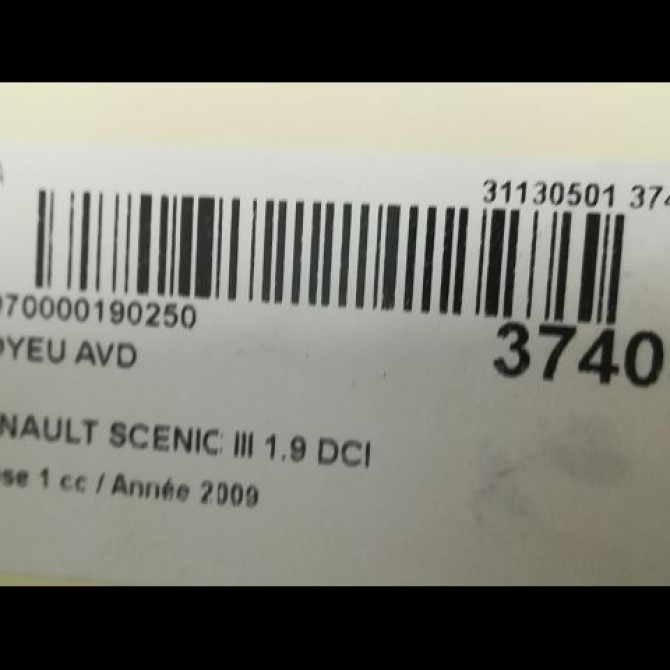 31130501 374
070000190250
OYEU AVD
3740
NAULT SCENIC III 1.9 DCI
se 1 cc / Année 2009